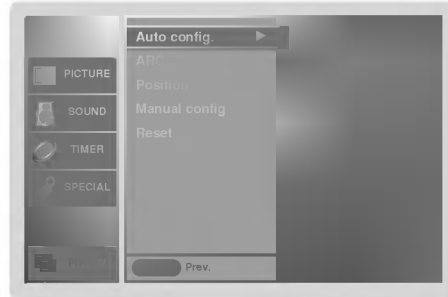 PICTURE
SOUND
TIMER
SPECIAL
Auto config.
ARC
Position
Manual config
Reset
Prev.